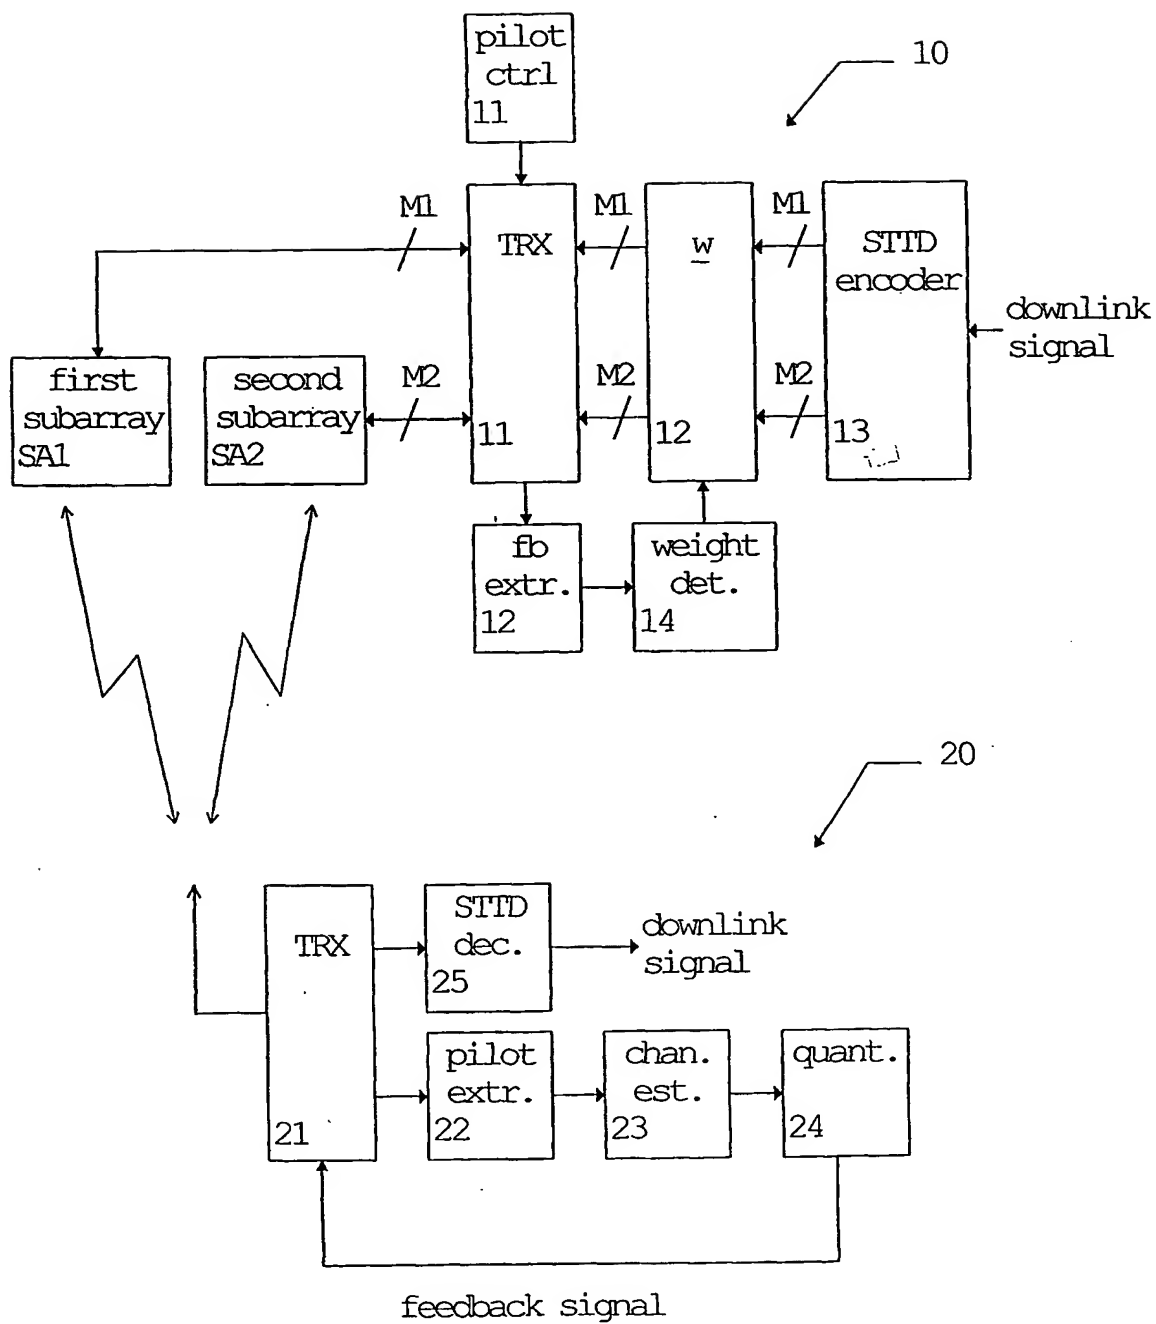 pilot
ctrl
11
10
M1
M1
M1
TRX
w
STTD
encoder
downlink
signal
first
subarray
SA1
second
subarray
SA2
M2
M2
M2
11
12
13
fb
extr.
12
weight
det.
14
20
TRX
STTD
dec.
25
downlink
signal
pilot
extr.
22
chan.
est.
23
quant.
24
21
feedback signal